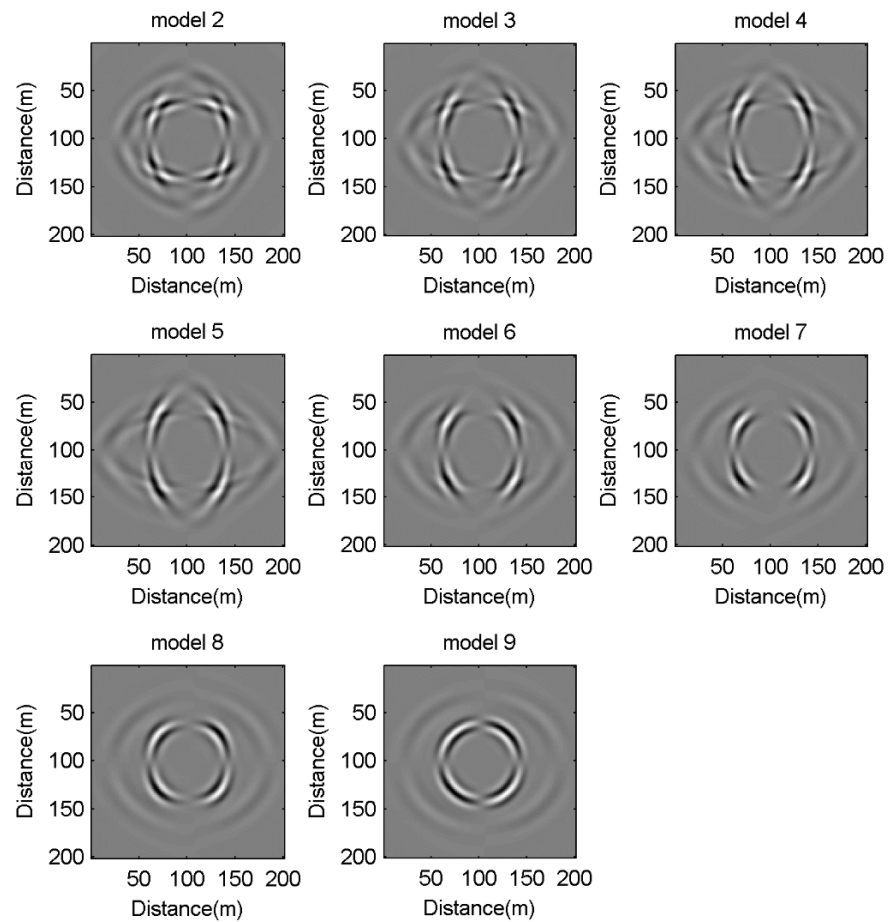 model 2 model 3 model 4
50 50 50
100 100 100
150 150 150
200 200 200
Distance(m) Distance(m) Distance(m)
50 100 150 200 50 100 150 200 50 100 150 200
Distance(m) Distance(m) Distance(m)
model 5 model 6 model 7
50 50 50
100 100 100
150 150 150
200 200 200
Distance(m) Distance(m) Distance(m)
50 100 150 200 50 100 150 200 50 100 150 200
Distance(m) Distance(m) Distance(m)
model 8 model 9
50 50
100 100
150 150
200 200
Distance(m) Distance(m)
50 100 150 200 50 100 150 200
Distance(m) Distance(m)